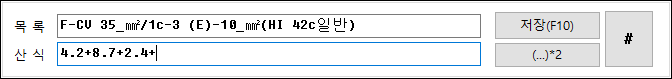 목 록 F-CV 35_㎟/1c-3 (E)-10_㎟(HI 42c일반) 저장(F10) #
산 식 4.2+8.7+2.4+ (...)*2